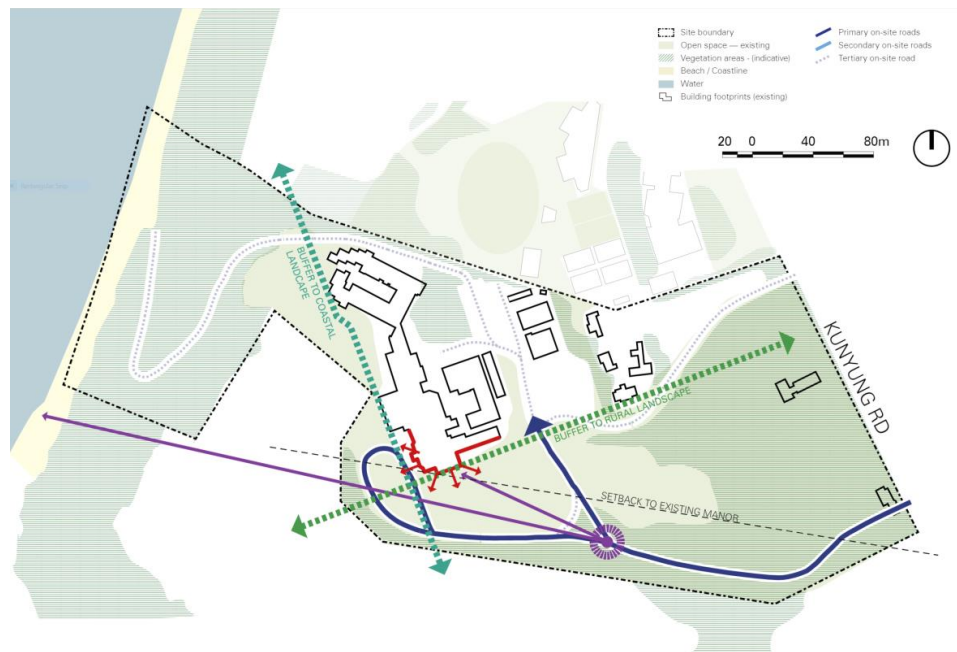 Site boundary
Open space — existing
Vegetation areas - (indicative)
Beach / Coastline
Water
Building footprints (existing)
Primary on-site roads
Secondary on-site roads
Tertiary on-site road
20 0 40 80m
BUFFER TO COASTAL
LANDSCAPE
KUNYUNG RD
BUFFER TO RURAL LANDSCAPE
SETBACK TO EXISTING MANOR